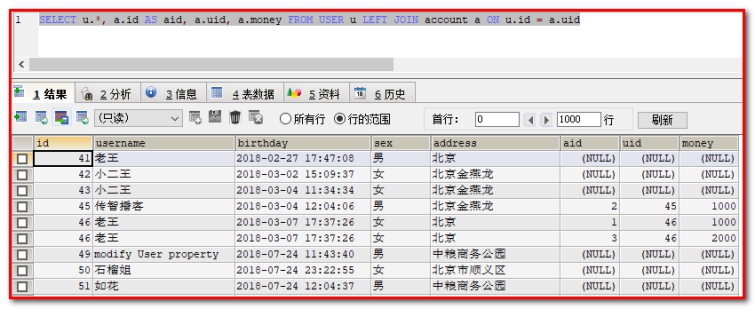 1 SELECT u.*, a.id AS aid, a.uid, a.money FROM USER u LEFT JOIN account a ON u.id = a.uid
1 结果 2 分析 3 信息 4 表数据 5 资料 6 历史
(只读) 所有行 行的范围 首行: 0 1000 行 刷新
id username birthday sex address aid uid money
41 老王 2018-02-27 17:47:08 男 北京 (NULL) (NULL) (NULL)
42 小二王 2018-03-02 15:09:37 女 北京金燕龙 (NULL) (NULL) (NULL)
43 小二王 2018-03-04 11:34:34 女 北京金燕龙 (NULL) (NULL) (NULL)
45 传智播客 2018-03-04 12:04:06 男 北京金燕龙 2 45 1000
46 老王 2018-03-07 17:37:26 女 北京 1 46 1000
46 老王 2018-03-07 17:37:26 女 北京 3 46 2000
49 modify User property 2018-07-24 11:43:40 男 中粮商务公园 (NULL) (NULL) (NULL)
50 石榴姐 2018-07-24 23:22:55 女 北京市顺义区 (NULL) (NULL) (NULL)
51 如花 2018-07-24 12:04:37 男 中粮商务公园 (NULL) (NULL) (NULL)